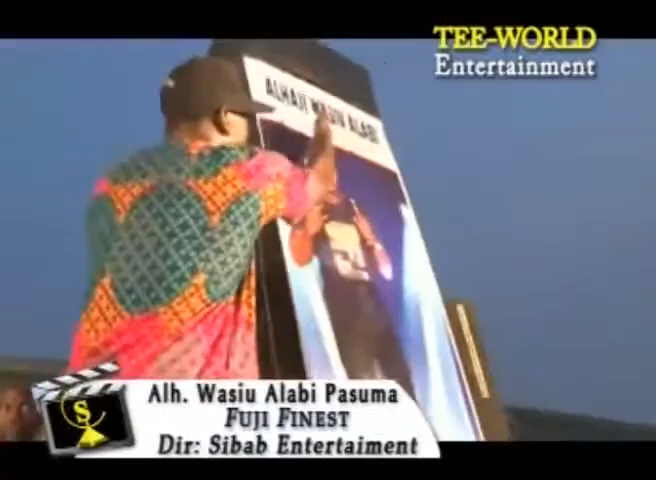 TEE-WORLD
Entertainment
ALHAJI WASIU ALABI
Alh. Wasiu Alabi Pasuma
FUJI FINEST
Dir: Sibab Entertaiment
S